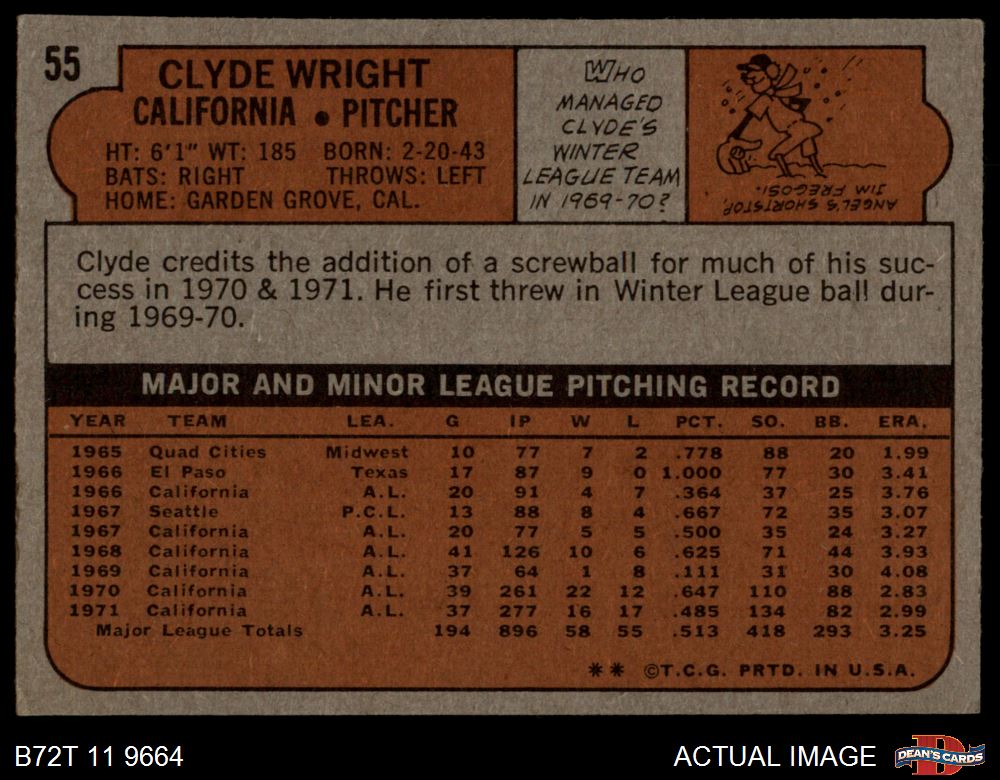 55
CLYDE WRIGHT
CALIFORNIA • PITCHER
HT: 6'1" WT: 185 BORN: 2-20-43
BATS: RIGHT THROWS: LEFT
HOME: GARDEN GROVE, CAL.
WHO
MANAGED
CLYDE'S
WINTER
LEAGUE TEAM
IN 1969-70?
ANGEL'S SHORTSTOP,
JIM FREGOSI.
Clyde credits the addition of a screwball for much of his suc-
cess in 1970 & 1971. He first threw in Winter League ball dur-
ing 1969-70.
MAJOR AND MINOR LEAGUE PITCHING RECORD
YEAR TEAM LEA. G IP W L PCT. SO. BB. ERA.
1965 Quad Cities Midwest 10 77 7 2 .778 88 20 1.99
1966 El Paso Texas 17 87 9 0 1.000 77 30 3.41
1966 California A.L. 20 91 4 7 .364 37 25 3.76
1967 Seattle P.C.L. 13 88 8 4 .667 72 35 3.07
1967 California A.L. 20 77 5 5 .500 35 24 3.27
1968 California A.L. 41 126 10 6 .625 71 44 3.93
1969 California A.L. 37 64 1 8 .111 31 30 4.08
1970 California A.L. 39 261 22 12 .647 110 88 2.83
1971 California A.L. 37 277 16 17 .485 134 82 2.99
Major League Totals 194 896 58 55 .513 418 293 3.25
** ©T.C.G. PRTD. IN U.S.A.
B72T 11 9664
ACTUAL IMAGE
DEAN'S CARDS